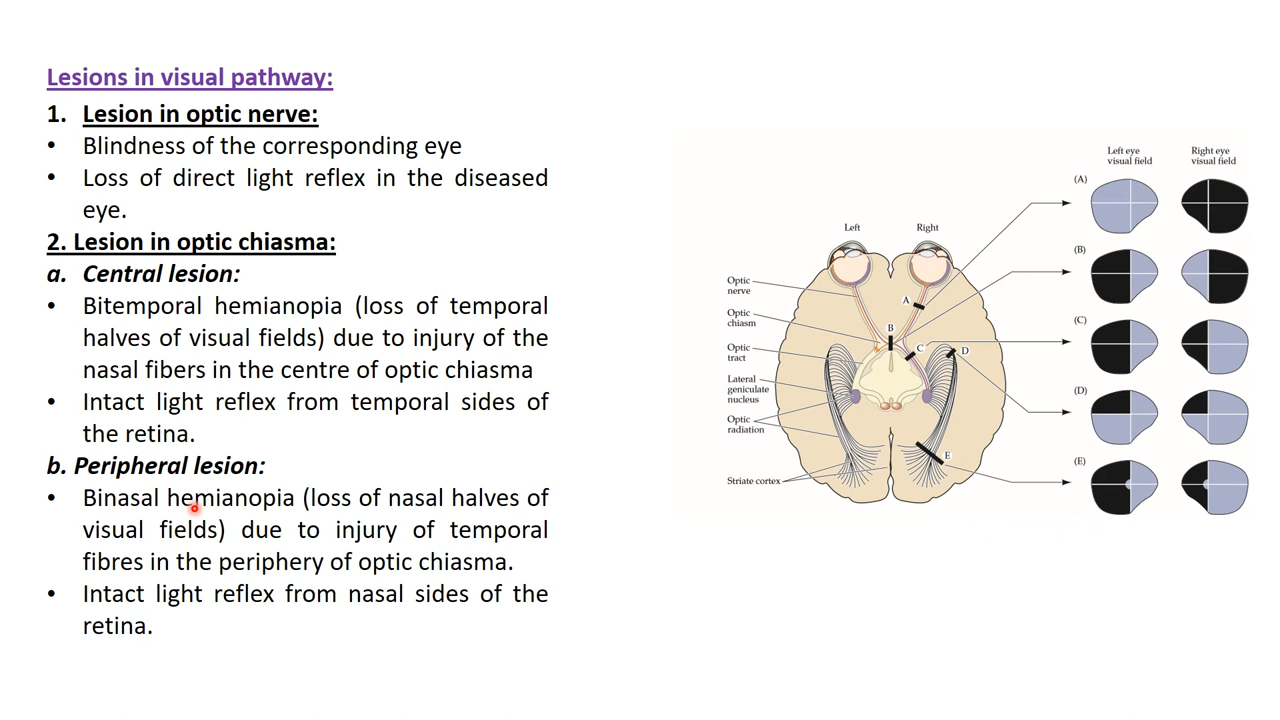 Lesions in visual pathway:
1. Lesion in optic nerve:
• Blindness of the corresponding eye
• Loss of direct light reflex in the diseased
eye.
2. Lesion in optic chiasma:
a. Central lesion:
• Bitemporal hemianopia (loss of temporal
halves of visual fields) due to injury of the
nasal fibers in the centre of optic chiasma
• Intact light reflex from temporal sides of
the retina.
b. Peripheral lesion:
• Binasal hemianopia (loss of nasal halves of
visual fields) due to injury of temporal
fibres in the periphery of optic chiasma.
• Intact light reflex from nasal sides of the
retina.
Left
Right
Optic
nerve
Optic
chiasm
Optic
tract
Lateral
geniculate
nucleus
Optic
radiation
Striate cortex
A
B
C
D
E
Left eye
visual field
Right eye
visual field
(A)
(B)
(C)
(D)
(E)